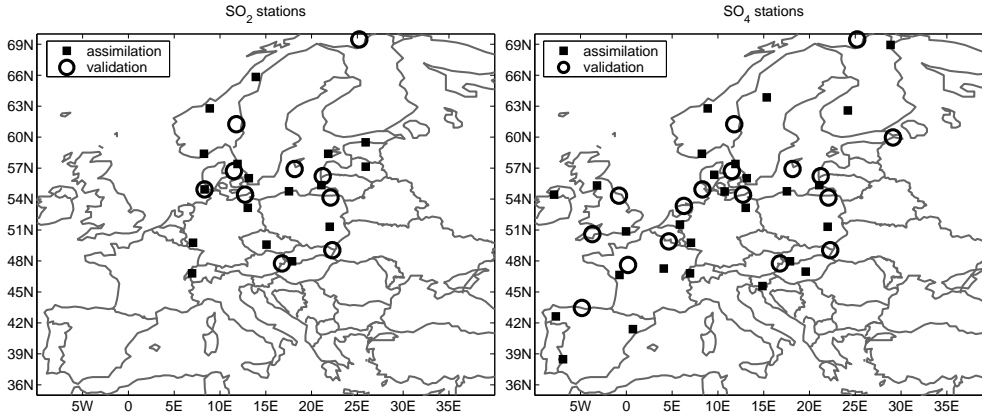 SO2 stations
69N
66N
63N
60N
57N
54N
51N
48N
45N
42N
39N
36N
assimilation
validation
5W 0 5E 10E 15E 20E 25E 30E 35E
SO4 stations
69N
66N
63N
60N
57N
54N
51N
48N
45N
42N
39N
36N
assimilation
validation
5W 0 5E 10E 15E 20E 25E 30E 35E